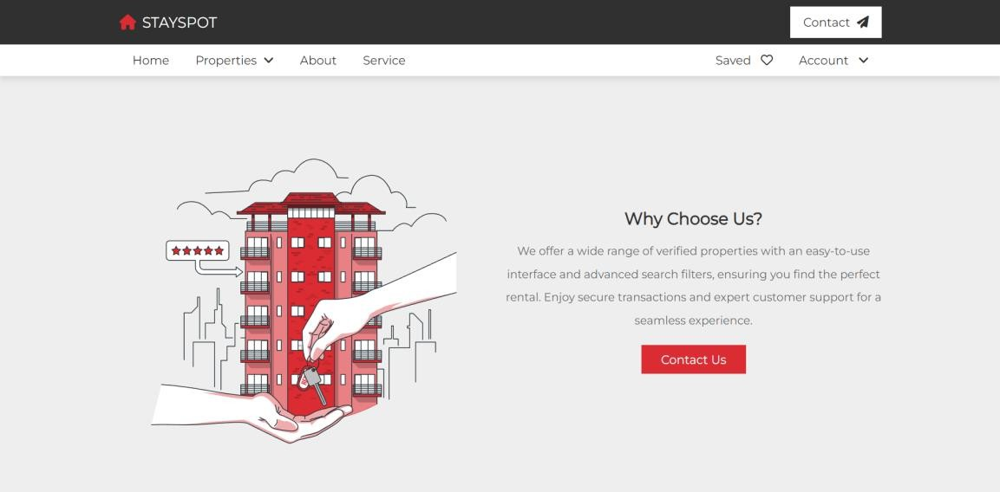 STAYSPOT
Contact
Home Properties About Service Saved Account
Why Choose Us?
We offer a wide range of verified properties with an easy-to-use
interface and advanced search filters, ensuring you find the perfect
rental. Enjoy secure transactions and expert customer support for a
seamless experience.
Contact Us